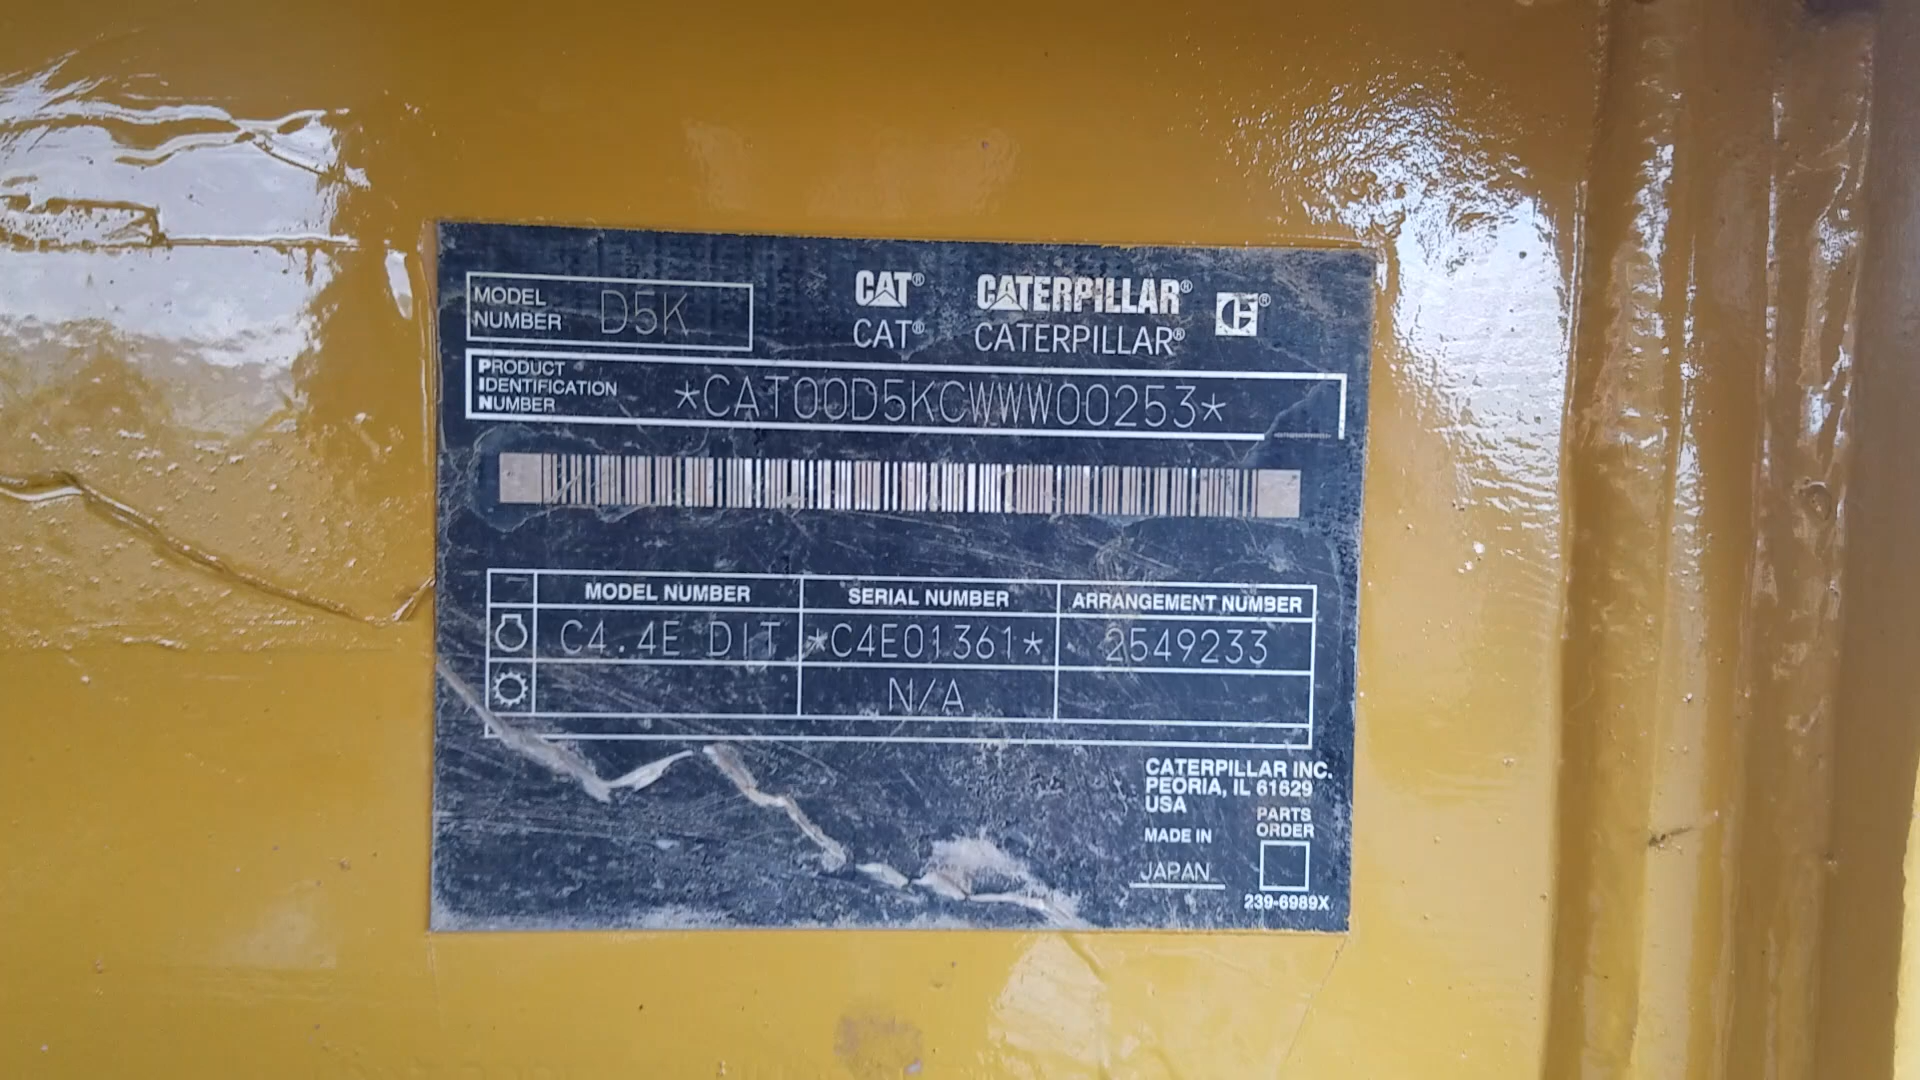 MODEL NUMBER D5K
CAT® CATERPILLAR® ®
CAT® CATERPILLAR®
PRODUCT IDENTIFICATION NUMBER *CAT00D5KCWWW00253*
MODEL NUMBER SERIAL NUMBER ARRANGEMENT NUMBER
C4.4E DIT *C4E01361* 2549233
N/A
CATERPILLAR INC.
PEORIA, IL 61629
USA
MADE IN
JAPAN
PARTS
ORDER
239-6989X